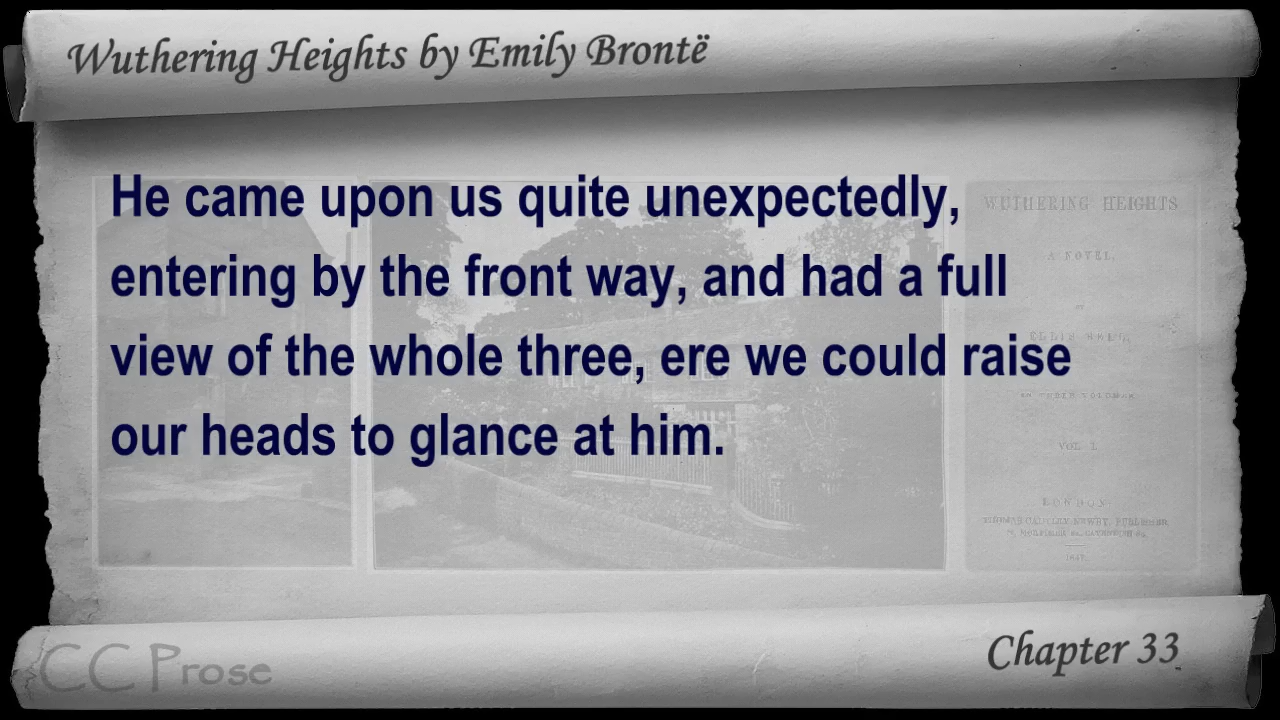 Wuthering Heights by Emily Brontë
He came upon us quite unexpectedly,
entering by the front way, and had a full
view of the whole three, ere we could raise
our heads to glance at him.
WUTHERING HEIGHTS
A NOVEL,
VOL. I.
LONDON:
1847.
Chapter 33
CC Prose